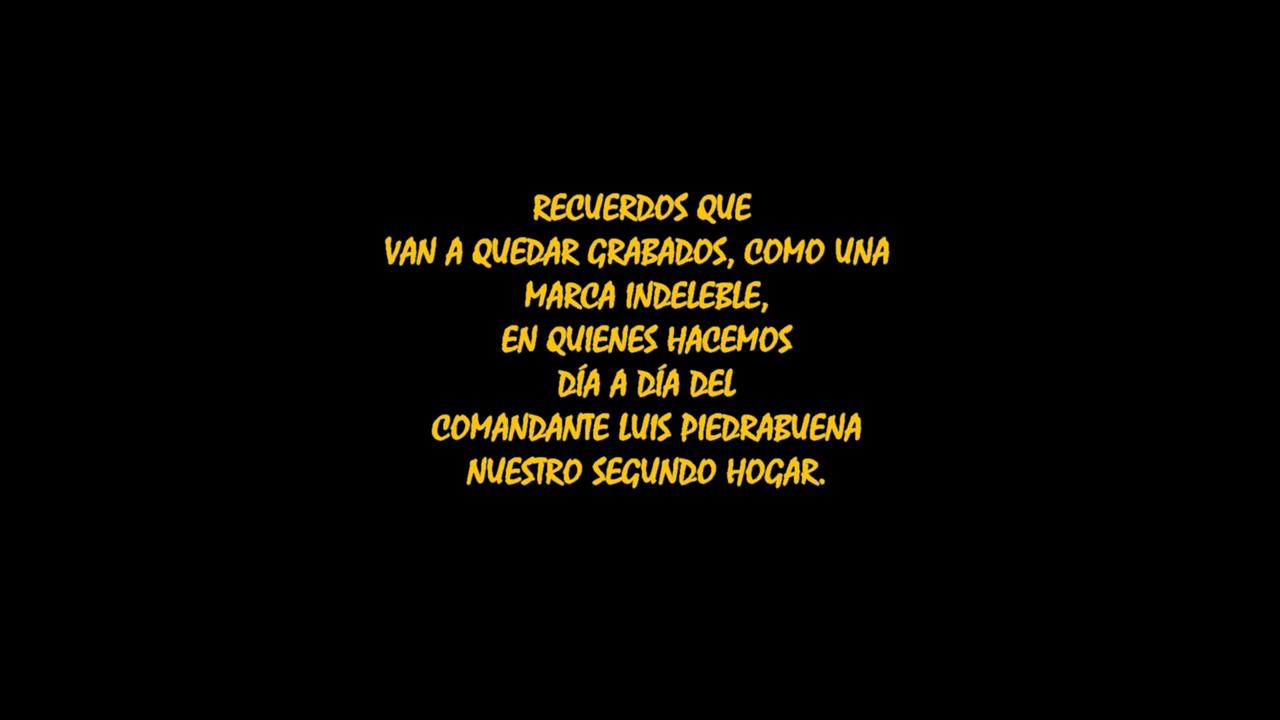 RECUERDOS QUE
VAN A QUEDAR GRABADOS, COMO UNA
MARCA INDELEBLE,
EN QUIENES HACEMOS
DÍA A DÍA DEL
COMANDANTE LUIS PIEDRABUENA
NUESTRO SEGUNDO HOGAR.